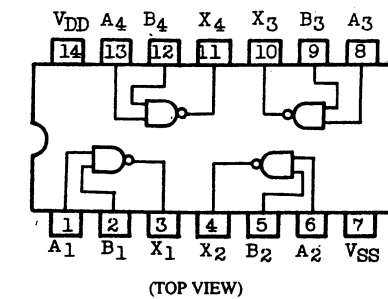 VDD A4 B4 X4 X3 B3 A3
14 13 12 11 10 9 8
1 2 3 4 5 6 7
A1 B1 X1 X2 B2 A2 VSS
(TOP VIEW)